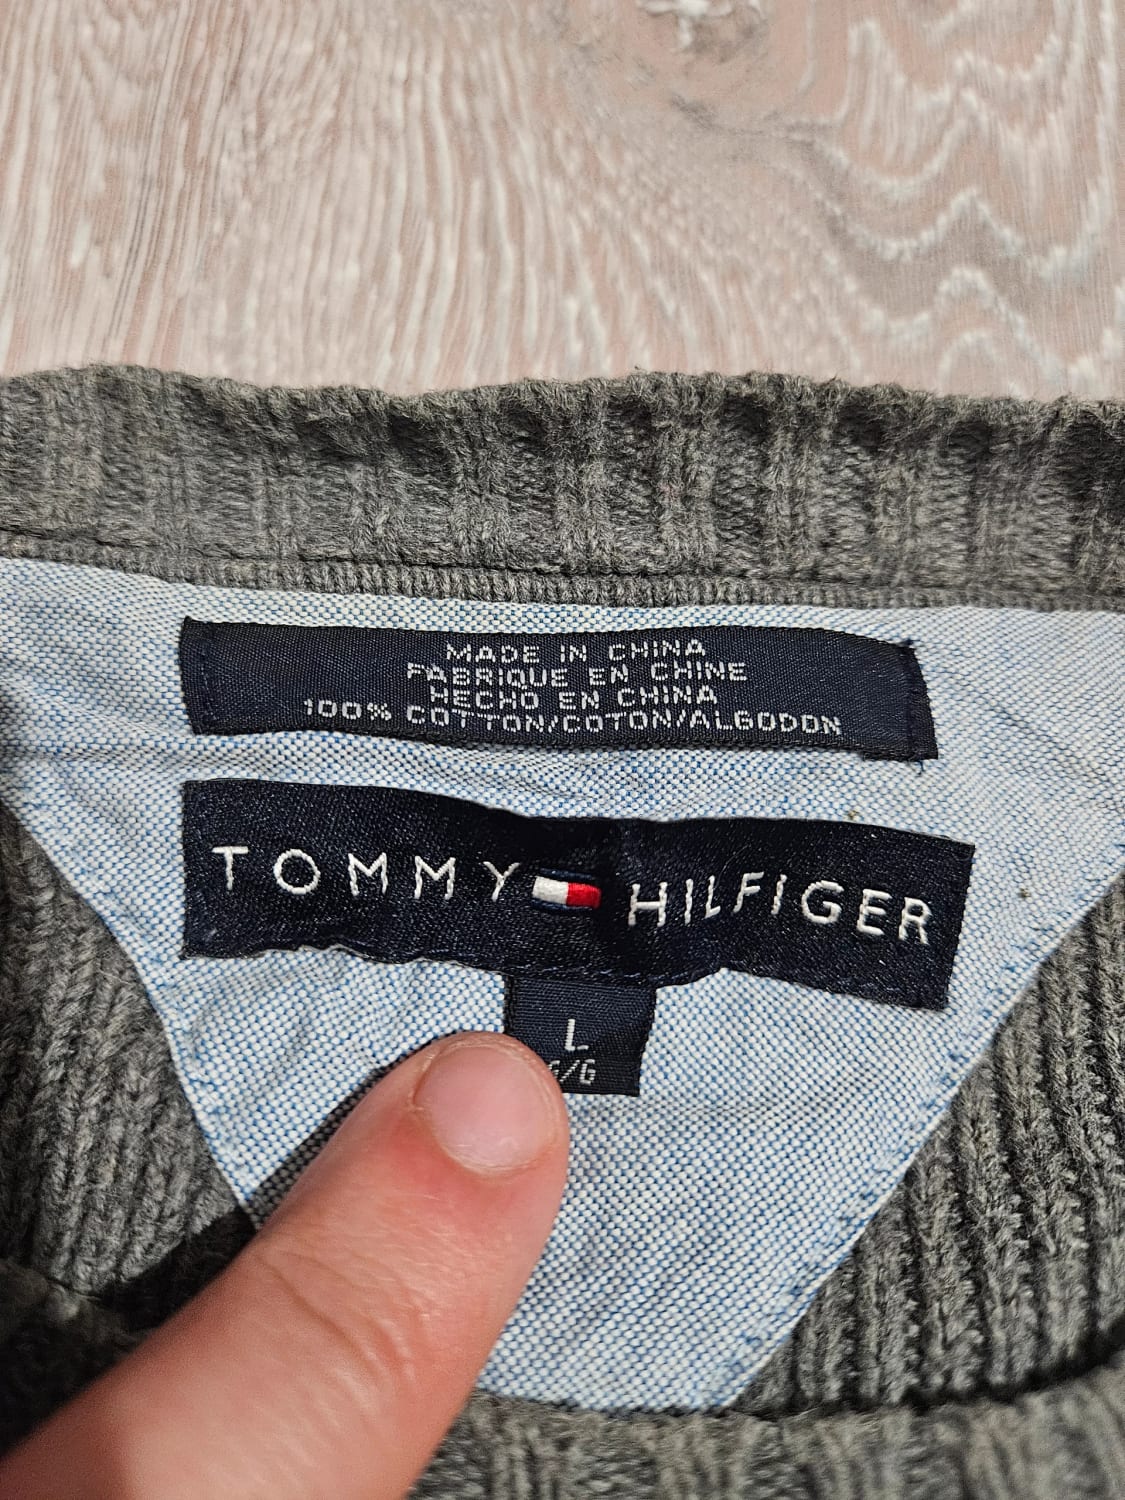 MADE IN CHINA
FABRIQUE EN CHINE
HECHO EN CHINA
100% COTTON/COTON/ALGODON
TOMMY HILFIGER
L
/G